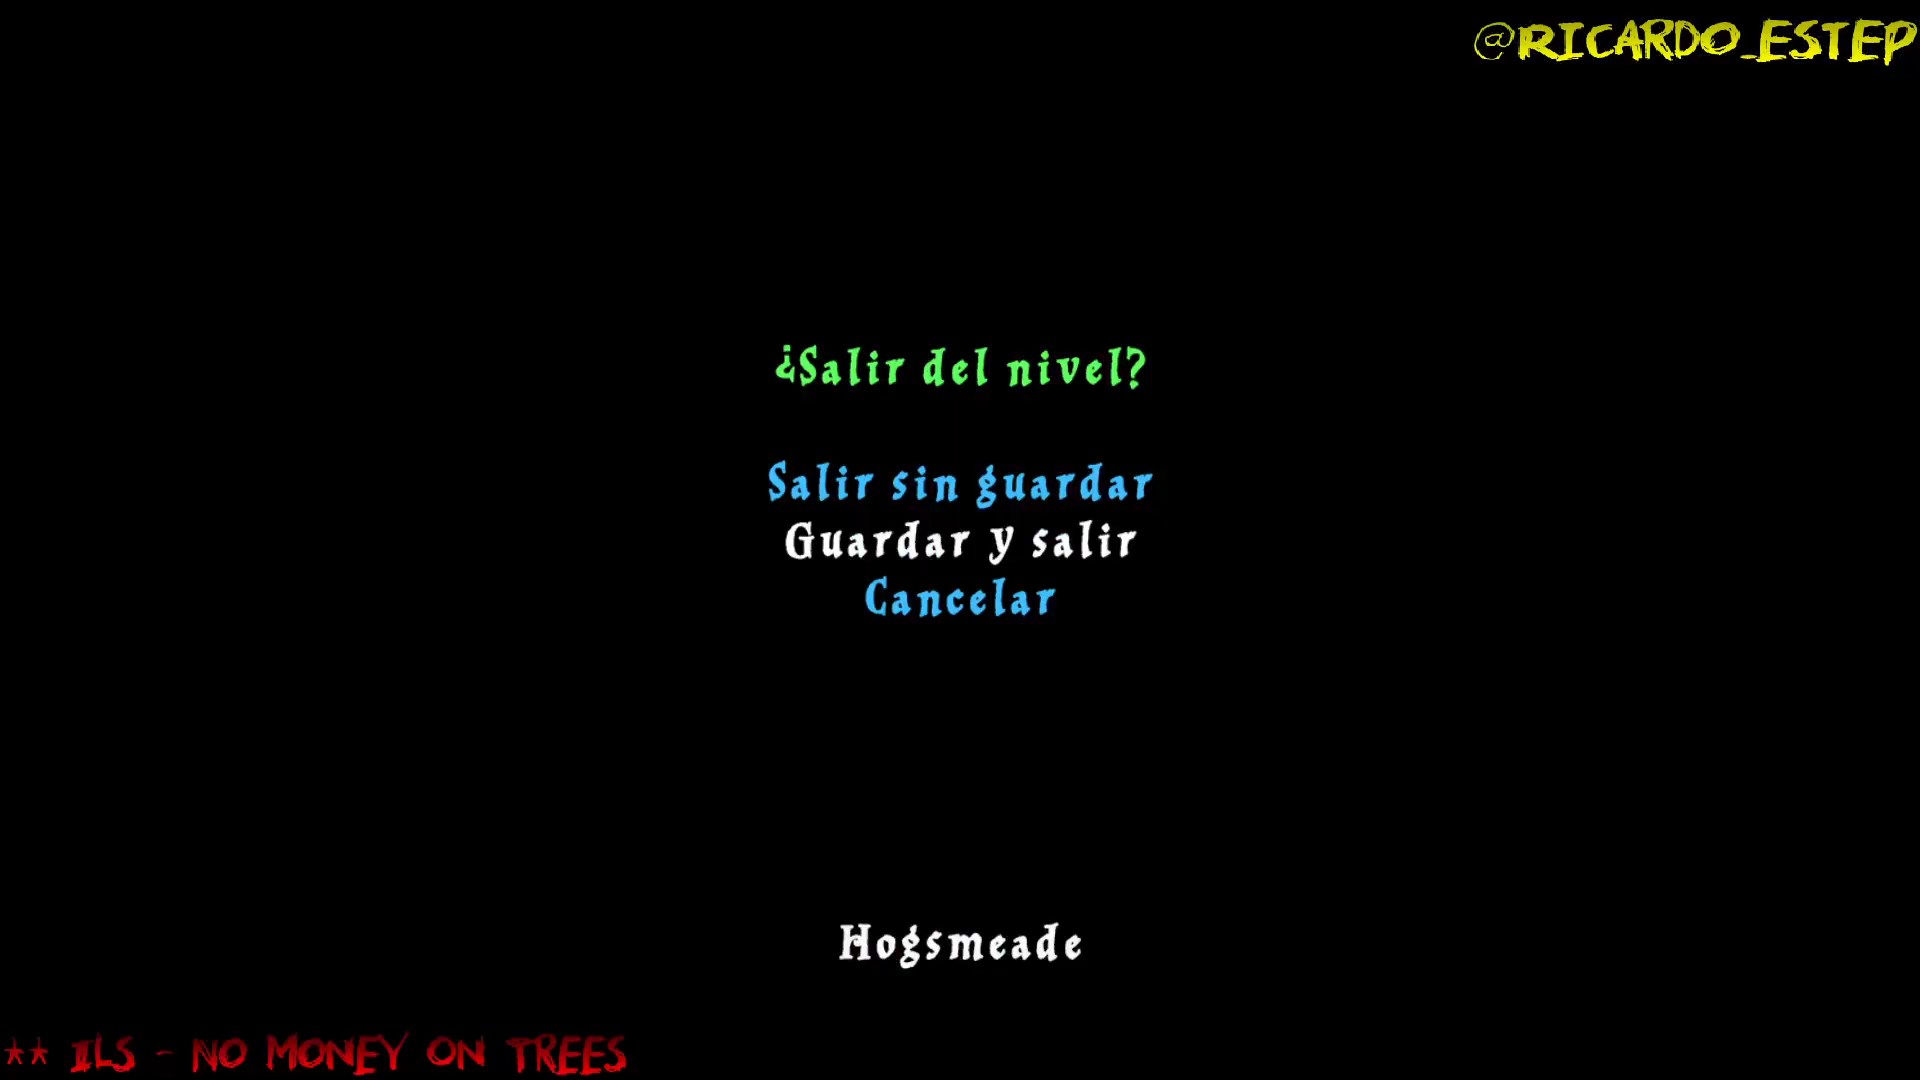 @RICARDO_ESTEP
¿Salir del nivel?
Salir sin guardar
Guardar y salir
Cancelar
Hogsmeade
** ILS - NO MONEY ON TREES